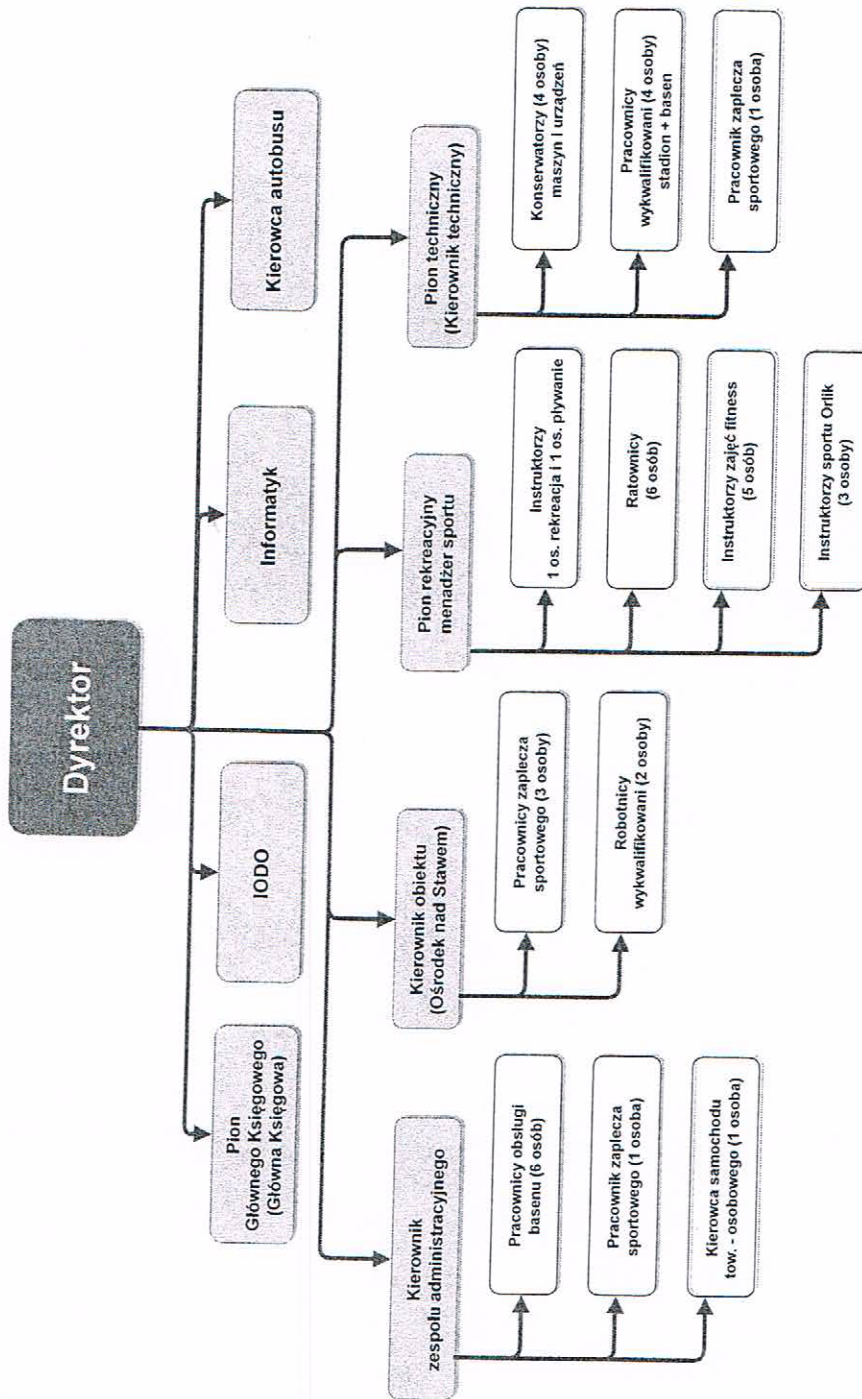 Dyrektor
Pion
Głównego Księgowego
(Główna Księgowa)
IODO
Informatyk
Kierowca autobusu
Kierownik
zespołu administracyjnego
Kierownik obiektu
(Ośrodek nad Stawem)
Pion rekreacyjny
menadżer sportu
Pion techniczny
(Kierownik techniczny)
Pracownicy obsługi
basenu (6 osób)
Pracownik zaplecza
sportowego (1 osoba)
Kierowca samochodu
tow. - osobowego (1 osoba)
Pracownicy zaplecza
sportowego (3 osoby)
Robotnicy
wykwalifikowani (2 osoby)
Instruktorzy
1 os. rekreacja i 1 os. pływanie
Ratownicy
(6 osób)
Instruktorzy zajęć fitness
(5 osób)
Instruktorzy sportu Orlik
(3 osoby)
Konserwatorzy (4 osoby)
maszyn i urządzeń
Pracownicy
wykwalifikowani (4 osoby)
stadion + basen
Pracownik zaplecza
sportowego (1 osoba)